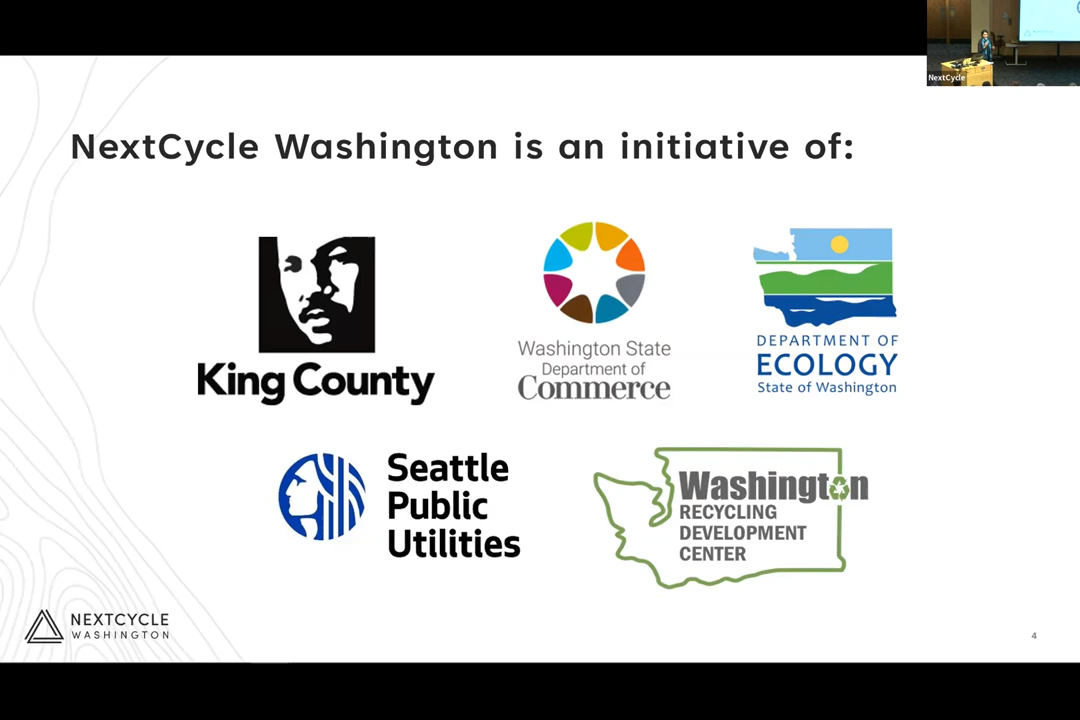 NextCycle
NextCycle Washington is an initiative of:
King County
Washington State
Department of
Commerce
DEPARTMENT OF
ECOLOGY
State of Washington
Seattle
Public
Utilities
Washington
RECYCLING
DEVELOPMENT
CENTER
NEXTCYCLE
WASHINGTON
4